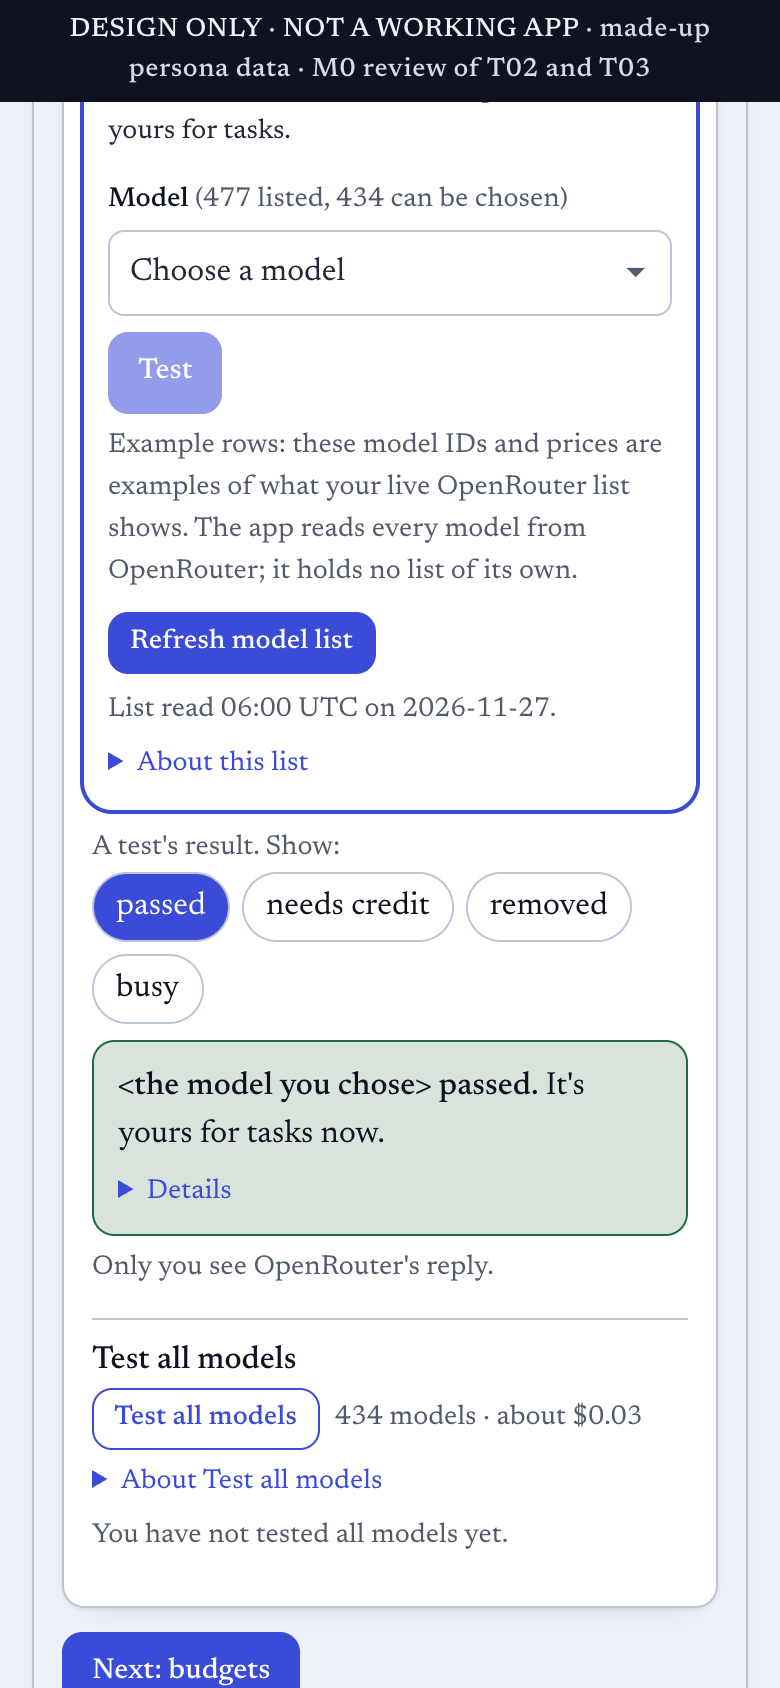 DESIGN ONLY · NOT A WORKING APP · made-up
persona data · M0 review of T02 and T03
yours for tasks.
Model (477 listed, 434 can be chosen)
Choose a model
Test
Example rows: these model IDs and prices are
examples of what your live OpenRouter list
shows. The app reads every model from
OpenRouter; it holds no list of its own.
Refresh model list
List read 06:00 UTC on 2026-11-27.
About this list
A test's result. Show:
passed needs credit removed
busy
<the model you chose> passed. It's
yours for tasks now.
Details
Only you see OpenRouter's reply.
Test all models
Test all models 434 models · about $0.03
About Test all models
You have not tested all models yet.
Next: budgets